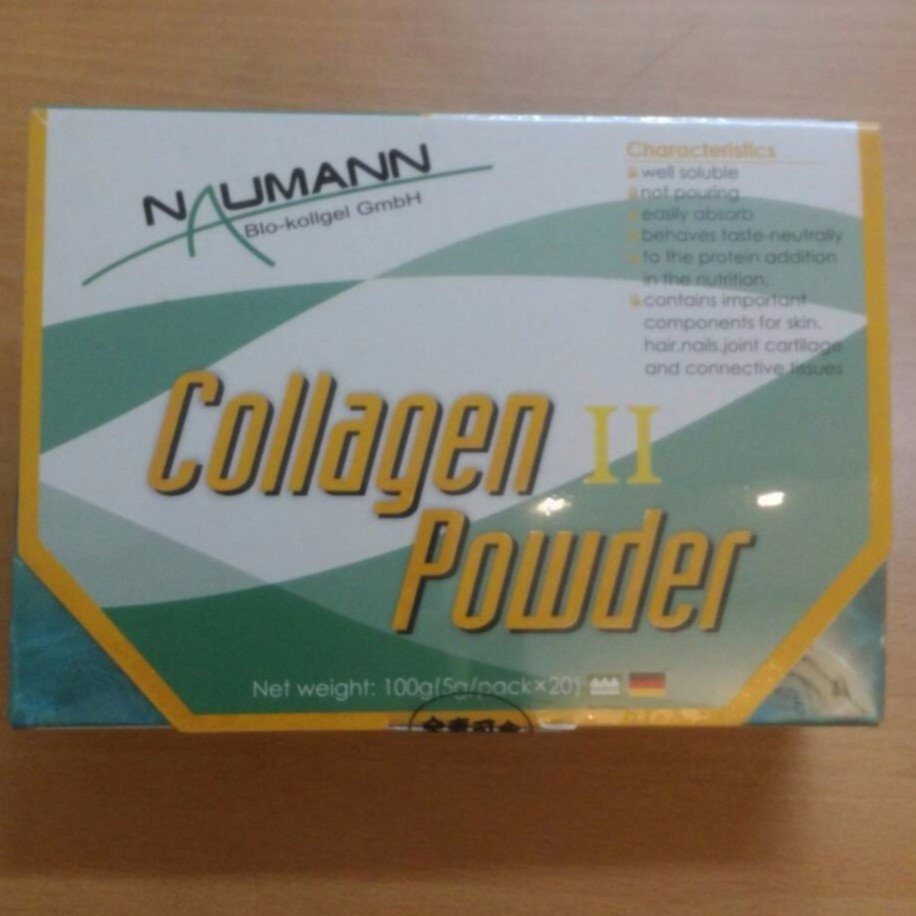 NAUMANN
Bio-kollgel GmbH
Characteristics
well soluble
not pouring
easily absorb
behaves taste-neutrally
to the protein addition
in the nutrition.
contains important
components for skin,
hair,nails,joint cartilage
and connective tissues
Collagen II
Powder
Net weight: 100g(5g/pack×20)